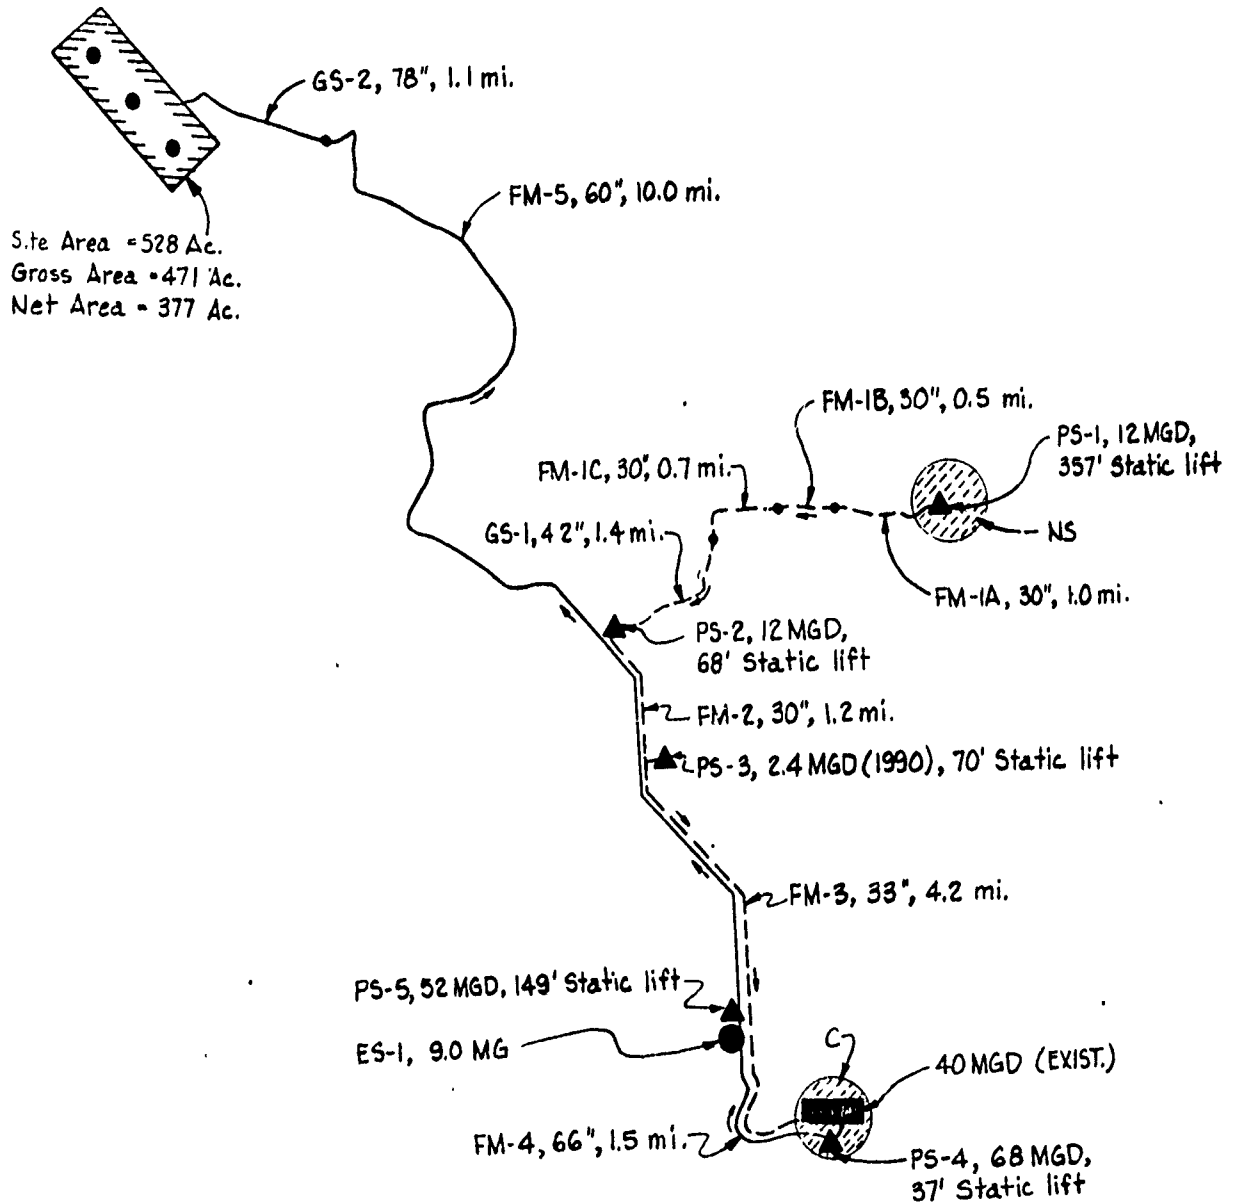 GS-2, 78", 1.1 mi.
FM-5, 60", 10.0 mi.
S.te Area = 528 Ac.
Gross Area = 471 Ac.
Net Area = 377 Ac.
FM-1B, 30", 0.5 mi.
PS-1, 12 MGD,
357' Static lift
FM-1C, 30", 0.7 mi.
GS-1, 42", 1.4 mi.
NS
FM-1A, 30", 1.0 mi.
PS-2, 12 MGD,
68' Static lift
FM-2, 30", 1.2 mi.
PS-3, 2.4 MGD (1990), 70' Static lift
FM-3, 33", 4.2 mi.
PS-5, 52 MGD, 149' Static lift
ES-1, 9.0 MG
C
40 MGD (EXIST.)
FM-4, 66", 1.5 mi.
PS-4, 68 MGD,
37' Static lift